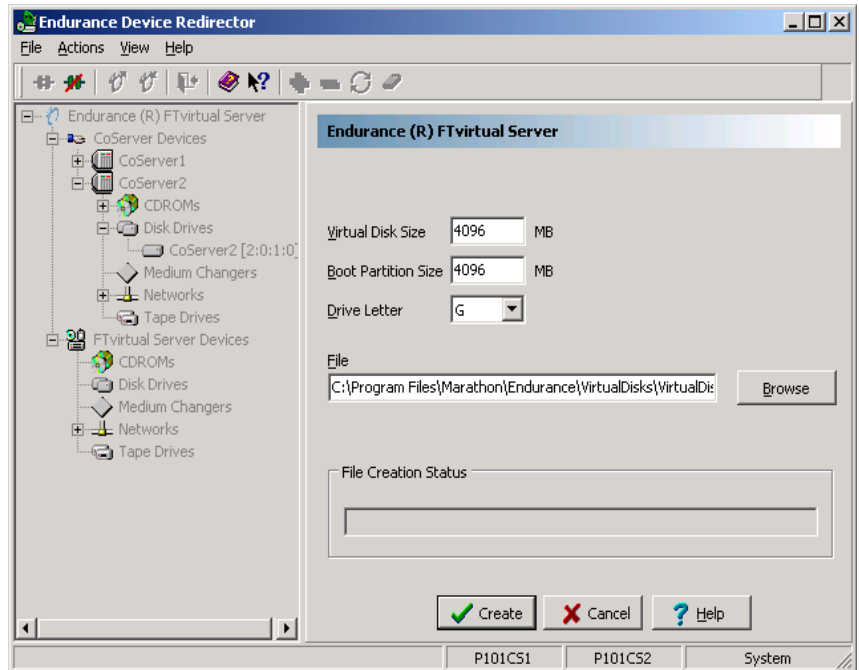 Endurance Device Redirector
File Actions View Help
Endurance (R) FTvirtual Server
CoServer Devices
CoServer1
CoServer2
CDROMs
Disk Drives
CoServer2 [2:0:1:0]
Medium Changers
Networks
Tape Drives
FTvirtual Server Devices
CDROMs
Disk Drives
Medium Changers
Networks
Tape Drives
Endurance (R) FTvirtual Server
Virtual Disk Size 4096 MB
Boot Partition Size 4096 MB
Drive Letter G
File
C:\Program Files\Marathon\Endurance\VirtualDisks\VirtualDis
Browse
File Creation Status
Create Cancel Help
P101CS1 P101CS2 System